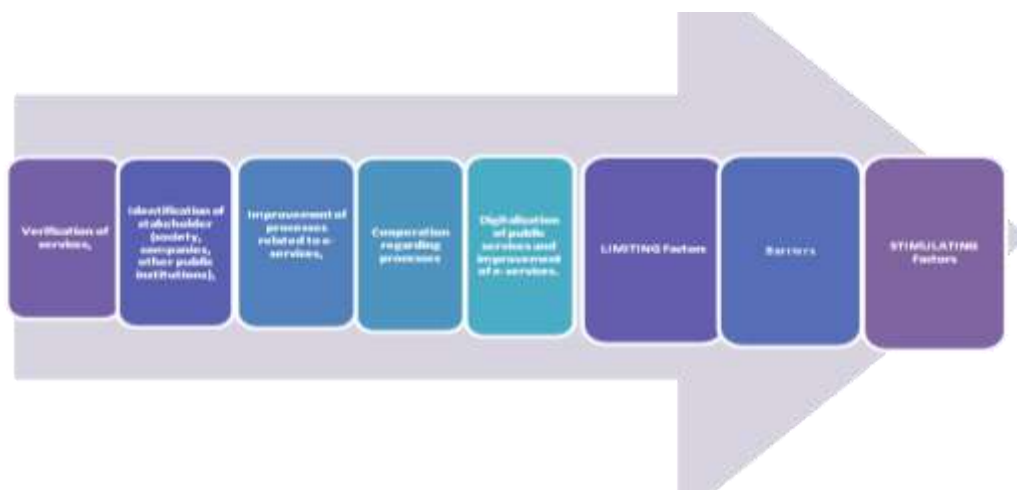 Verification of
services,
Identification of
stakeholder
(society,
companies,
other public
institutions),
Improvement of
processes
related to e-
services,
Cooperation
regarding
processes
Digitalisation
of public
services and
improvement
of e-services.
LIMITING Factors
Barriers
STIMULATING
Factors